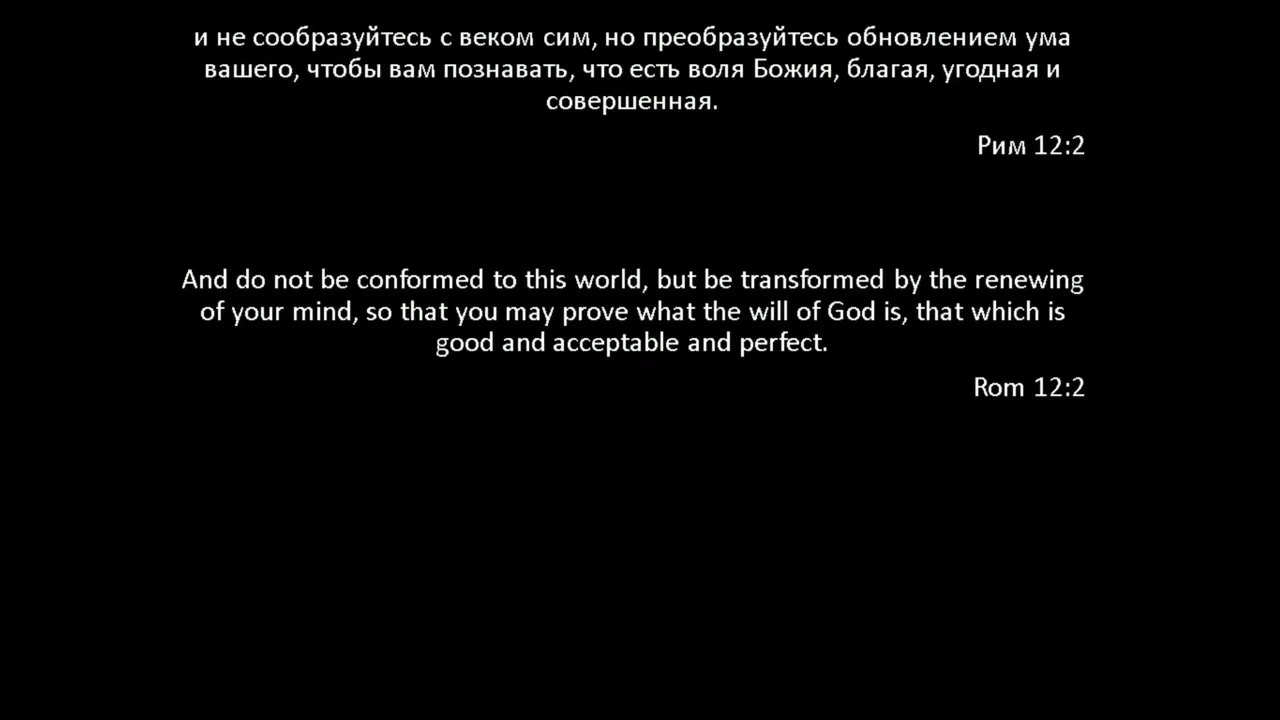 и не сообразуйтесь с веком сим, но преобразуйтесь обновлением ума
вашего, чтобы вам познавать, что есть воля Божия, благая, угодная и
совершенная.
Рим 12:2
And do not be conformed to this world, but be transformed by the renewing
of your mind, so that you may prove what the will of God is, that which is
good and acceptable and perfect.
Rom 12:2